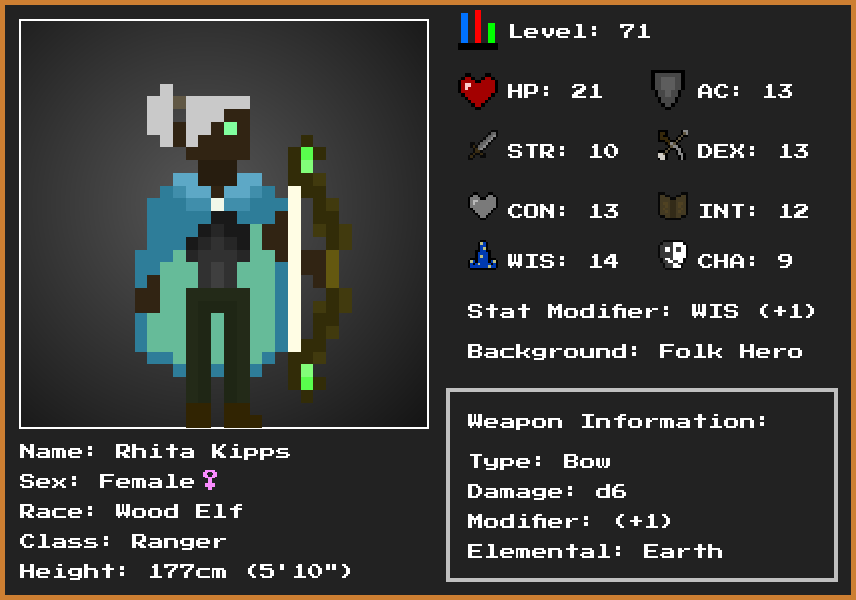 Level: 71
HP: 21
AC: 13
STR: 10
DEX: 13
CON: 13
INT: 12
WIS: 14
CHA: 9
Stat Modifier: WIS (+1)
Background: Folk Hero
Weapon Information:
Type: Bow
Damage: d6
Modifier: (+1)
Elemental: Earth
Name: Rhita Kipps
Sex: Female♀
Race: Wood Elf
Class: Ranger
Height: 177cm (5'10")